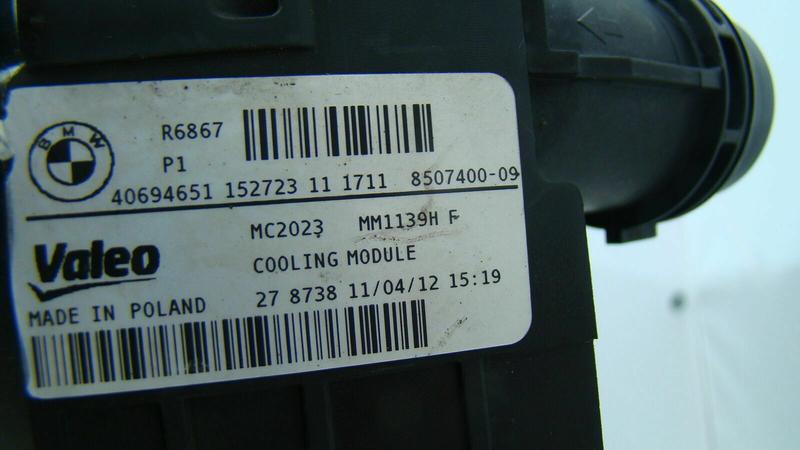 BMW
R6867
P1
40694651 152723 11 1711 8507400-09
Valeo
MC2023 MM1139H F
COOLING MODULE
MADE IN POLAND
27 8738 11/04/12 15:19